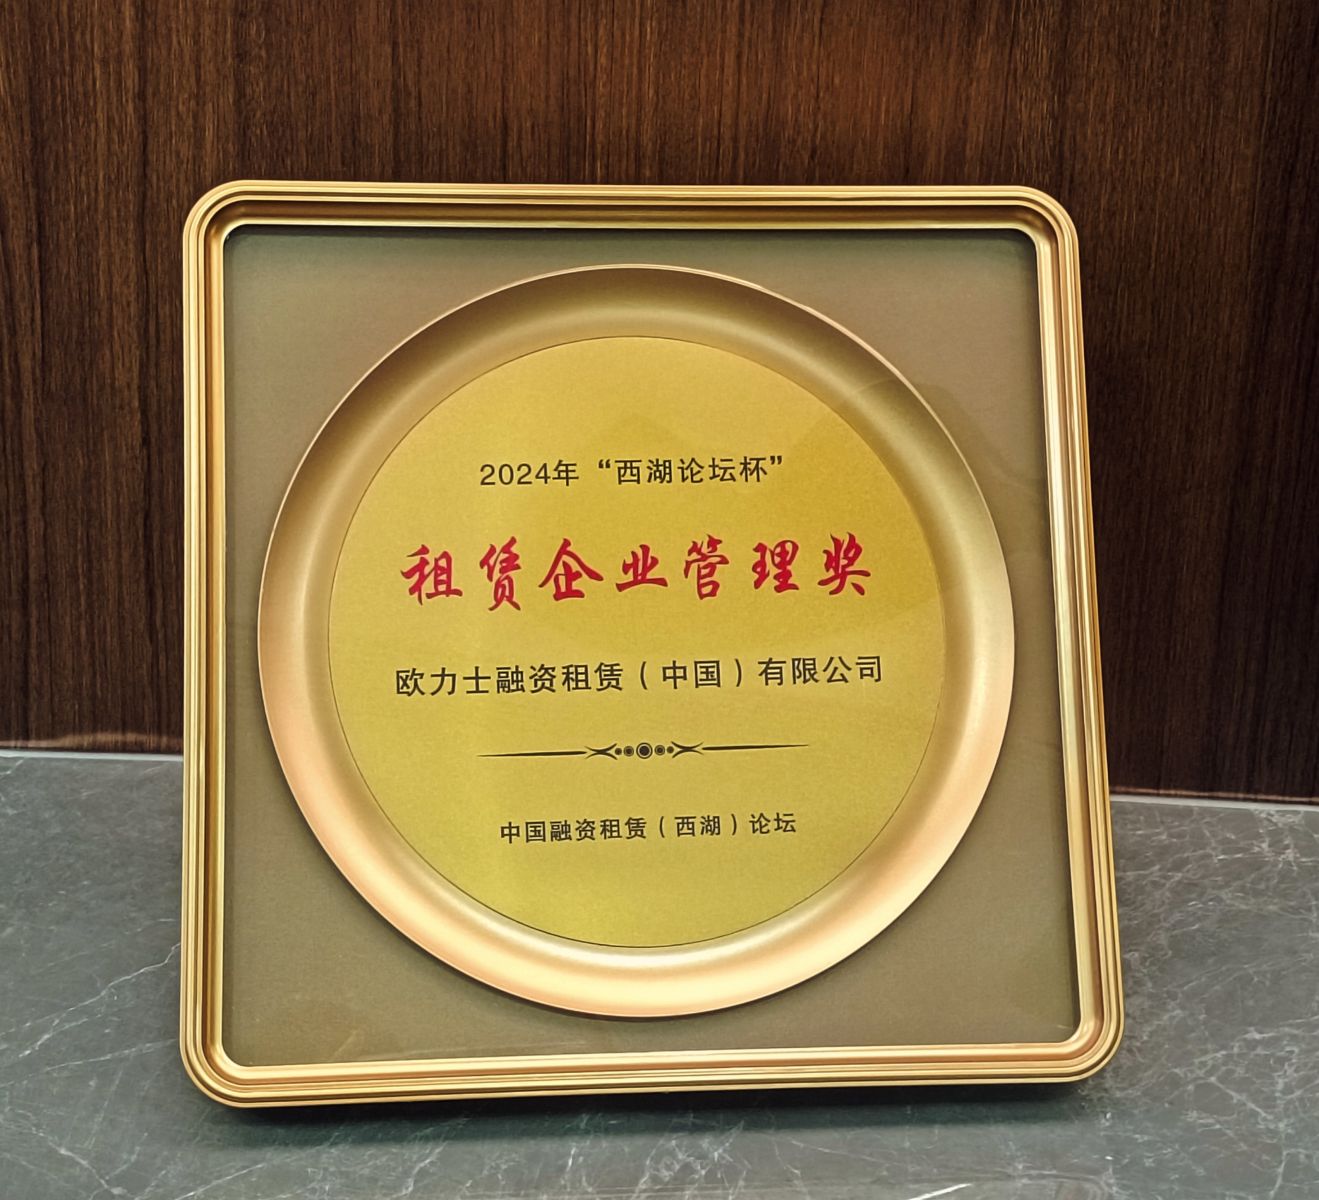 2024年“西湖论坛杯”
租赁企业管理奖
欧力士融资租赁（中国）有限公司
中国融资租赁（西湖）论坛